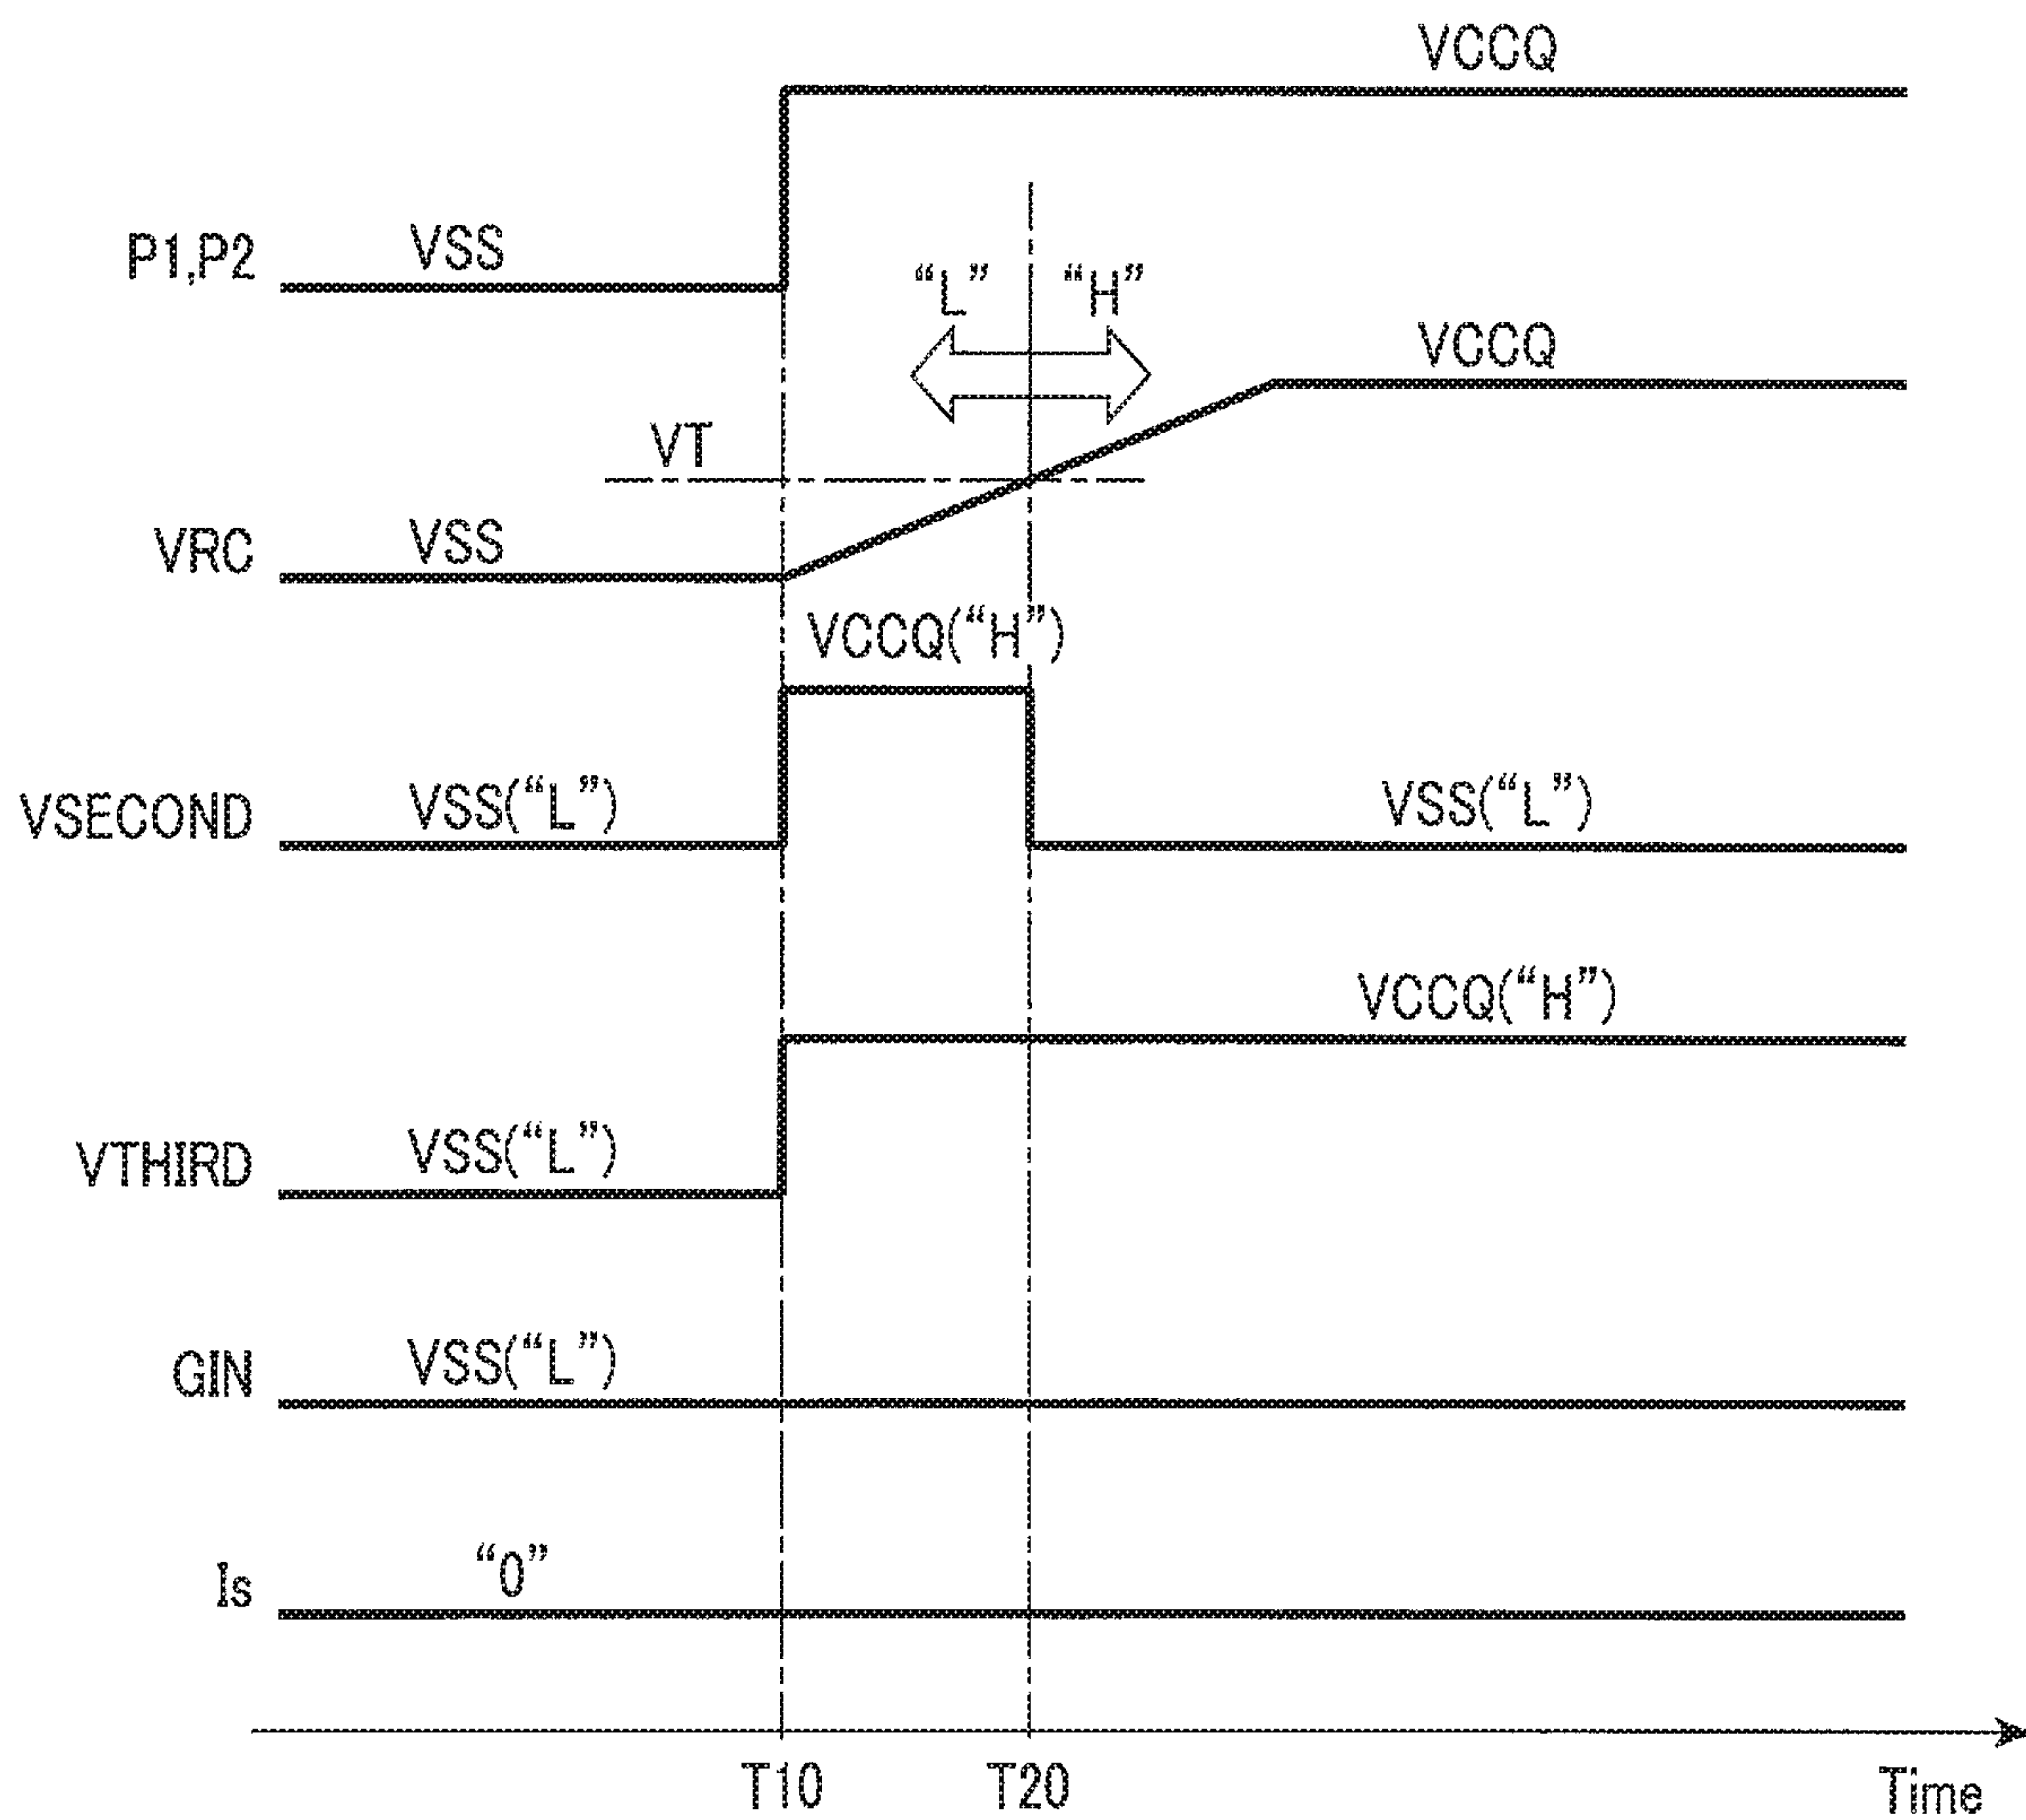 VCCQ
P1,P2 VSS
“L” “H”
VCCQ
VT
VRC VSS
VCCQ(“H”)
VSECOND VSS(“L”) VSS(“L”)
VCCQ(“H”)
VTHIRD VSS(“L”)
GIN VSS(“L”)
Is “0”
T10 T20 Time